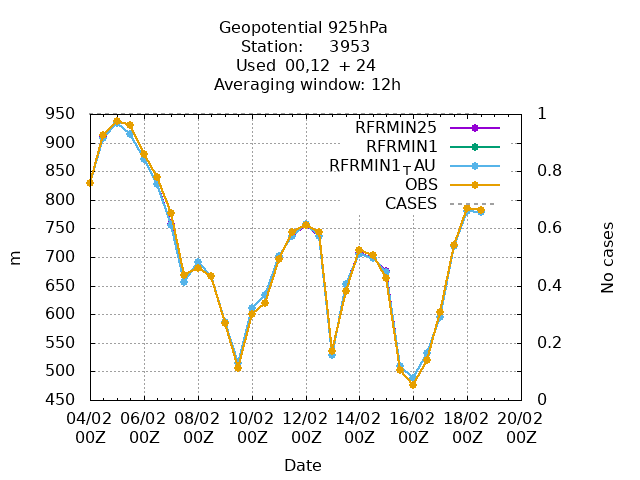 Geopotential 925hPa
Station: 3953
Used 00,12 + 24
Averaging window: 12h
950 1
900
850 0.8
800
750 0.6
700
650 0.4
600
550 0.2
500
450 0
RFRMIN25
RFRMIN1
RFRMIN1TAU
OBS
CASES
m
No cases
04/02 06/02 08/02 10/02 12/02 14/02 16/02 18/02 20/02
00Z 00Z 00Z 00Z 00Z 00Z 00Z 00Z 00Z
Date